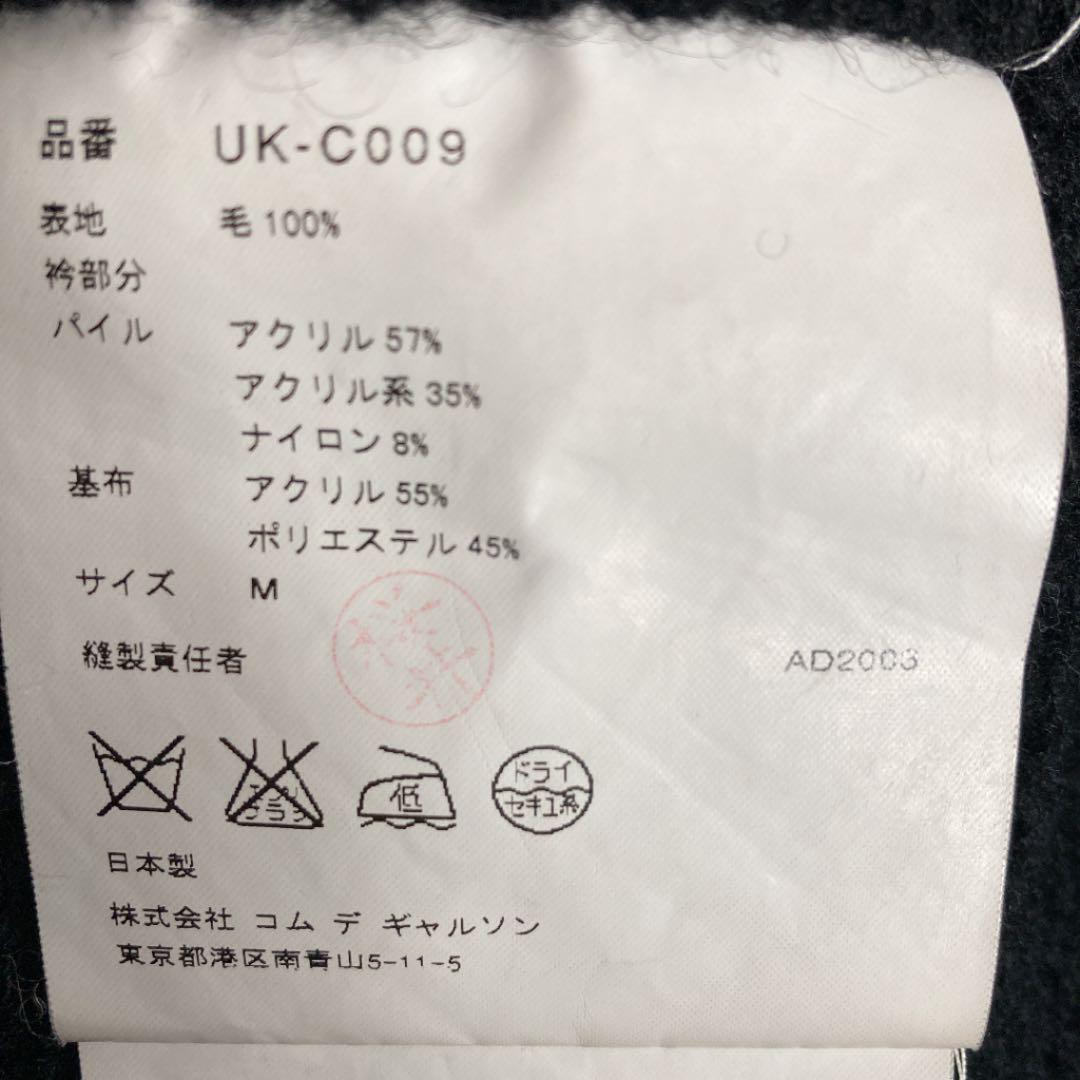 品番 UK-C009
表地 毛 100%
衿部分
パイル アクリル 57%
アクリル系 35%
ナイロン 8%
基布 アクリル 55%
ポリエステル 45%
サイズ M
縫製責任者
AD2003
低
ドライ
セキユ系
日本製
株式会社 コム デ ギャルソン
東京都港区南青山5-11-5